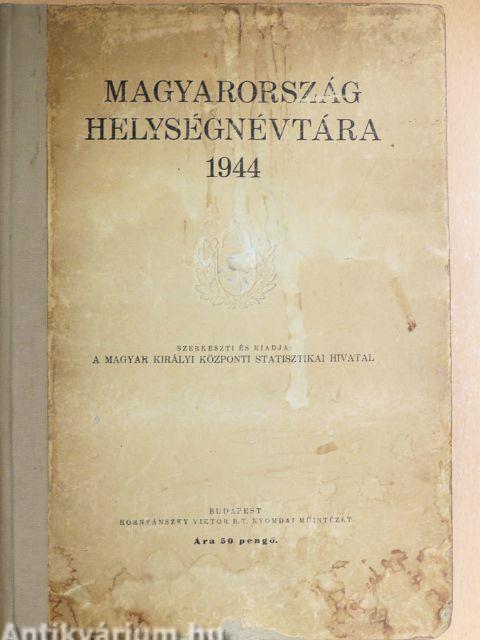 MAGYARORSZÁG
HELYSÉGNÉVTÁRA
1944
SZERKESZTI ÉS KIADJA:
A MAGYAR KIRÁLYI KÖZPONTI STATISZTIKAI HIVATAL
BUDAPEST
HORNYÁNSZKY VIKTOR R.T. NYOMDAI MŰINTÉZET
Ára 50 pengő.
Antikvárium.hu